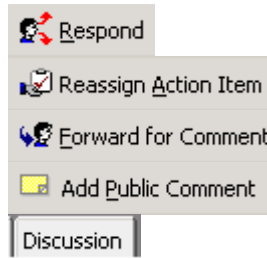 Respond
Reassign Action Item
Forward for Comment
Add Public Comment
Discussion